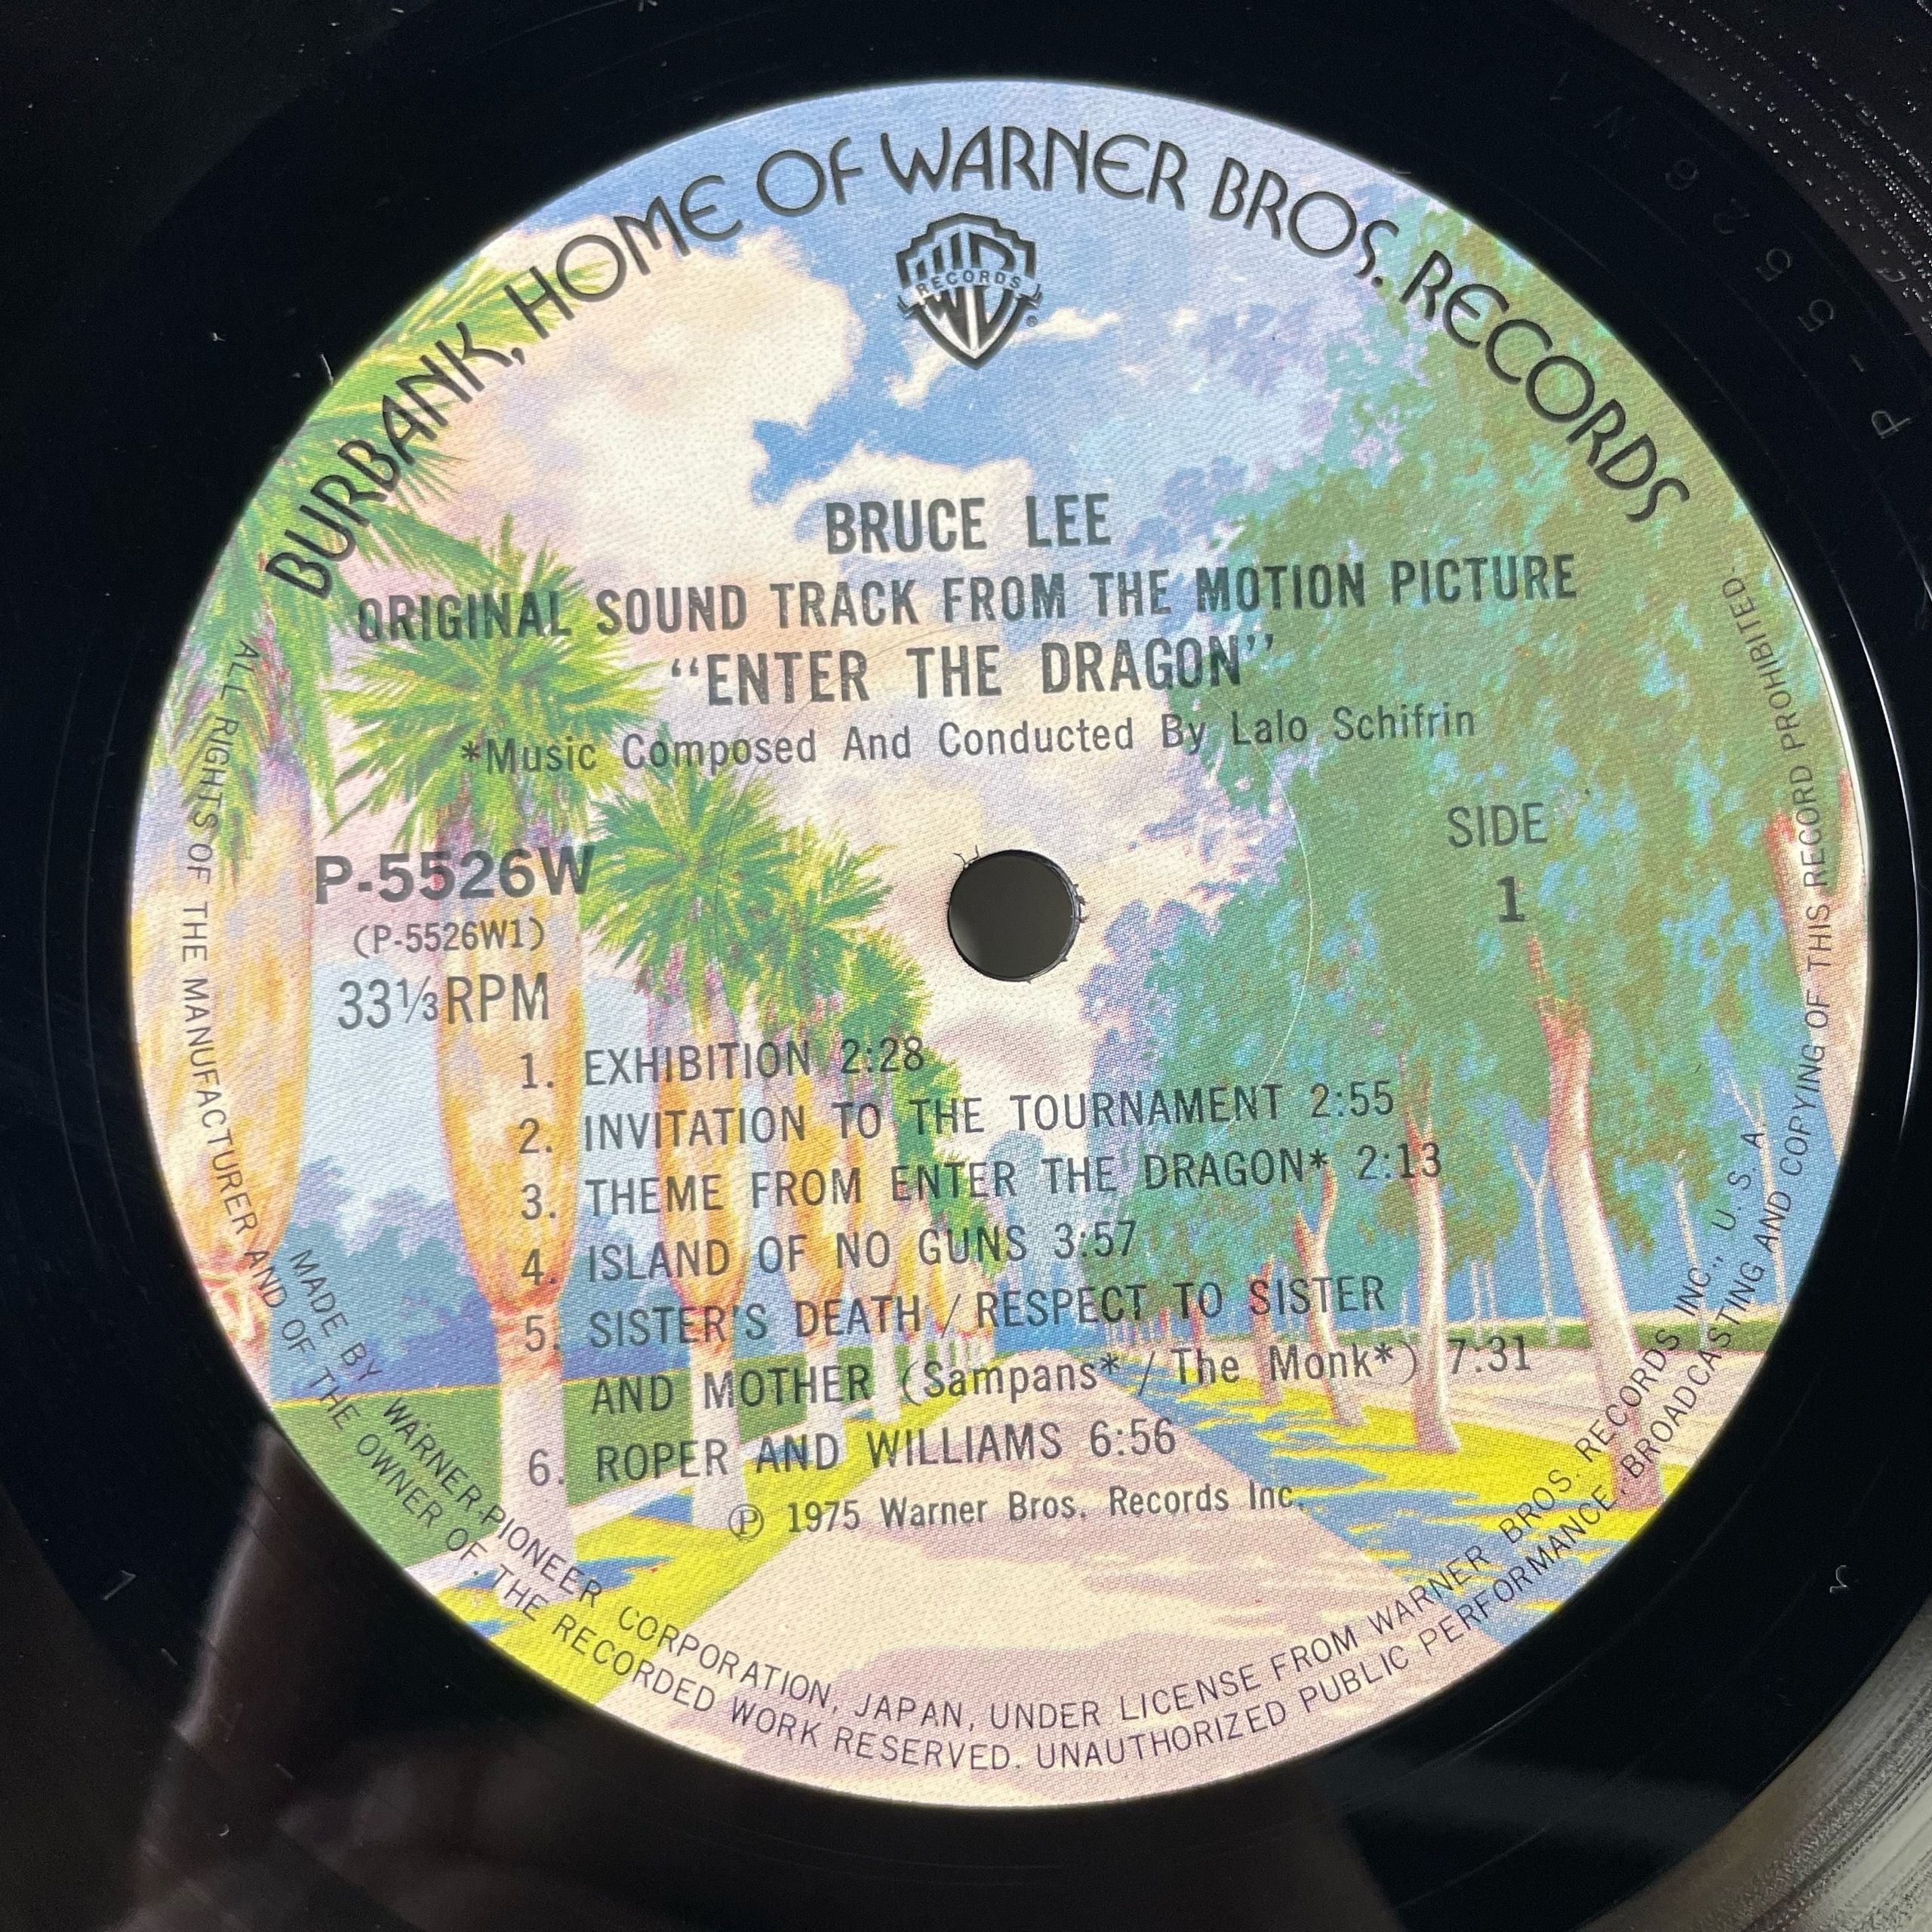 BURBANK, HOME OF WARNER BROS. RECORDS
W
RECORDS
®
BRUCE LEE
ORIGINAL SOUND TRACK FROM THE MOTION PICTURE
“ENTER THE DRAGON”
*Music Composed And Conducted By Lalo Schifrin
P-5526W
(P-5526W1)
33⅓RPM
SIDE
1
1. EXHIBITION 2:28
2. INVITATION TO THE TOURNAMENT 2:55
3. THEME FROM ENTER THE DRAGON* 2:13
4. ISLAND OF NO GUNS 3:57
5. SISTER'S DEATH / RESPECT TO SISTER
AND MOTHER (Sampans* / The Monk*) 7:31
6. ROPER AND WILLIAMS 6:56
Ⓟ 1975 Warner Bros. Records Inc.
MADE BY WARNER-PIONEER CORPORATION, JAPAN, UNDER LICENSE FROM WARNER BROS. RECORDS INC., U. S. A.
ALL RIGHTS OF THE MANUFACTURER AND OF THE OWNER OF THE RECORDED WORK RESERVED. UNAUTHORIZED PUBLIC PERFORMANCE, BROADCASTING AND COPYING OF THIS RECORD PROHIBITED.
P-5526W1
1